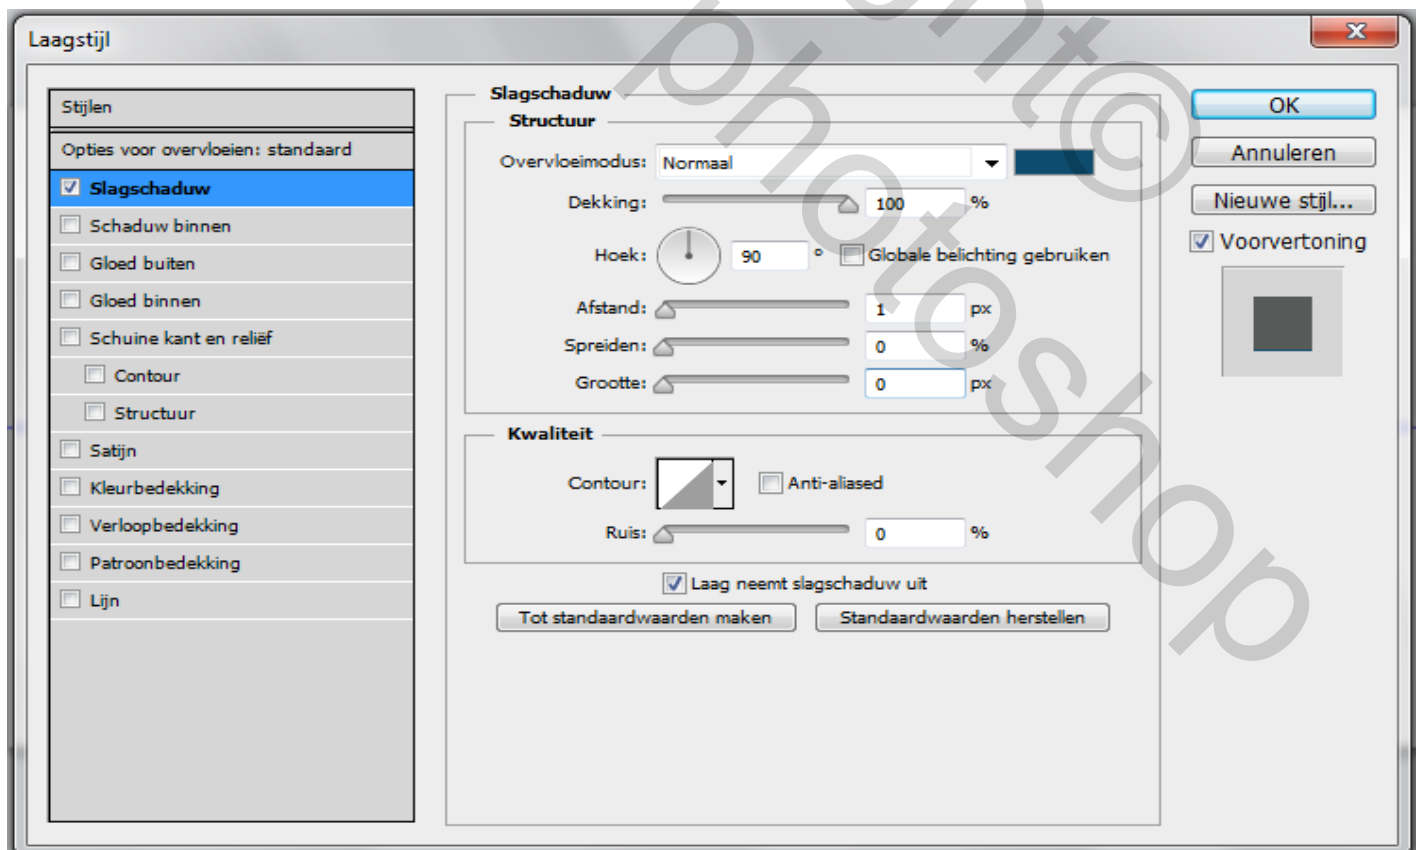 Laagstijl
Stijlen
Opties voor overvloeien: standaard
Slagschaduw
Schaduw binnen
Gloed buiten
Gloed binnen
Schuine kant en reliëf
Contour
Structuur
Satijn
Kleurbedekking
Verloopbedekking
Patroonbedekking
Lijn
Slagschaduw
Structuur
Overvloeimodus: Normaal
Dekking: 100 %
Hoek: 90 ° Globale belichting gebruiken
Afstand: 1 px
Spreiden: 0 %
Grootte: 0 px
Kwaliteit
Contour: Anti-aliased
Ruis: 0 %
Laag neemt slagschaduw uit
Tot standaardwaarden maken Standaardwaarden herstellen
OK
Annuleren
Nieuwe stijl...
Voorvertoning
photoshop